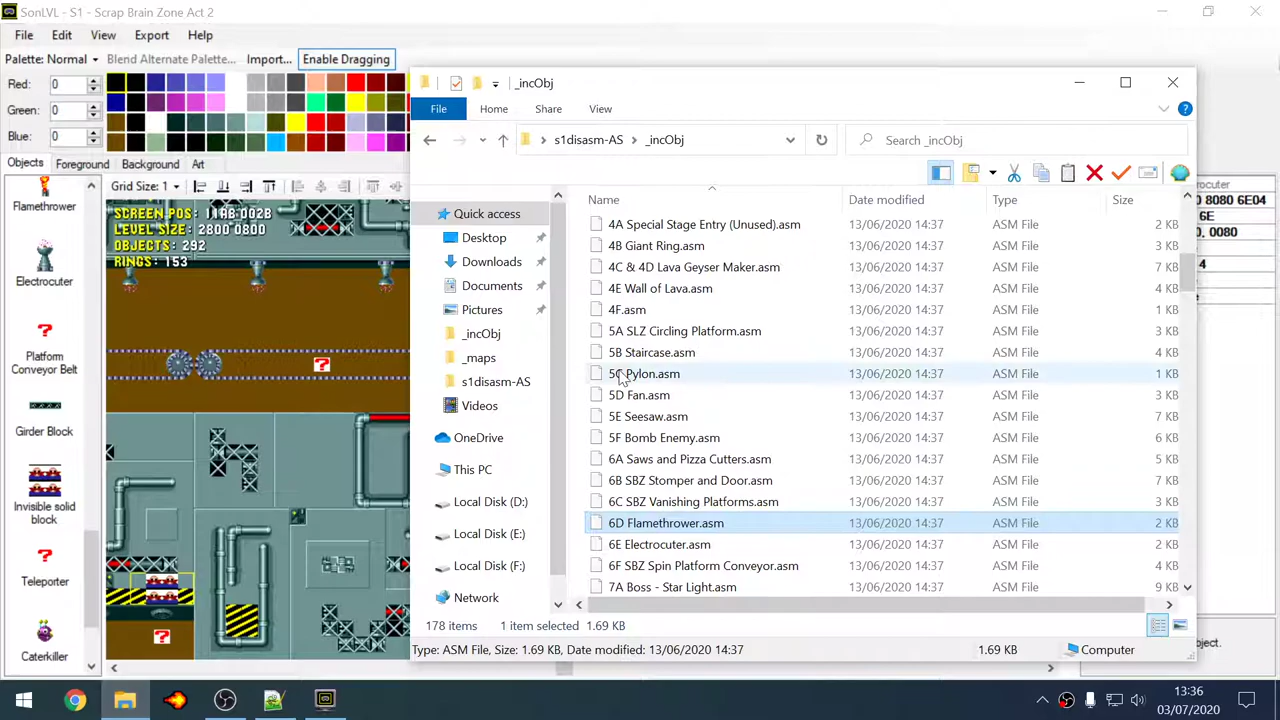 SonLVL - S1 - Scrap Brain Zone Act 2
File Edit View Export Help
Palette: Normal Blend Alternate Palette... Import... Enable Dragging
Red: 0
Green: 0
Blue: 0
Objects Foreground Background Art
Grid Size: 1
Flamethrower
Electrocuter
Platform
Conveyor Belt
Girder Block
Invisible solid
block
Teleporter
Caterkiller
SCREEN POS: 11A8 002B
LEVEL SIZE: 2800 0800
OBJECTS: 292
RINGS: 153
_incObj
File Home Share View
s1disasm-AS _incObj
Search _incObj
Name Date modified Type Size
Quick access
Desktop
Downloads
Documents
Pictures
_incObj
_maps
s1disasm-AS
Videos
OneDrive
This PC
Local Disk (D:)
Local Disk (E:)
Local Disk (F:)
Network
4A Special Stage Entry (Unused).asm 13/06/2020 14:37 ASM File 4 KB
4B Giant Ring.asm 13/06/2020 14:37 ASM File 3 KB
4C & 4D Lava Geyser Maker.asm 13/06/2020 14:37 ASM File 7 KB
4E Wall of Lava.asm 13/06/2020 14:37 ASM File 4 KB
4F.asm 13/06/2020 14:37 ASM File 1 KB
5A SLZ Circling Platform.asm 13/06/2020 14:37 ASM File 3 KB
5B Staircase.asm 13/06/2020 14:37 ASM File 4 KB
5C Pylon.asm 13/06/2020 14:37 ASM File 1 KB
5D Fan.asm 13/06/2020 14:37 ASM File 3 KB
5E Seesaw.asm 13/06/2020 14:37 ASM File 7 KB
5F Bomb Enemy.asm 13/06/2020 14:37 ASM File 6 KB
6A Saws and Pizza Cutters.asm 13/06/2020 14:37 ASM File 5 KB
6B SBZ Stomper and Door.asm 13/06/2020 14:37 ASM File 7 KB
6C SBZ Vanishing Platforms.asm 13/06/2020 14:37 ASM File 3 KB
6D Flamethrower.asm 13/06/2020 14:37 ASM File 2 KB
6E Electrocuter.asm 13/06/2020 14:37 ASM File 2 KB
6F SBZ Spin Platform Conveyor.asm 13/06/2020 14:37 ASM File 7 KB
7A Boss - Star Light.asm 13/06/2020 14:37 ASM File 9 KB
178 items 1 item selected 1.69 KB
Type: ASM File, Size: 1.69 KB, Date modified: 13/06/2020 14:37 1.69 KB Computer
8080 6E04
6E
, 0080
4
13:36
03/07/2020